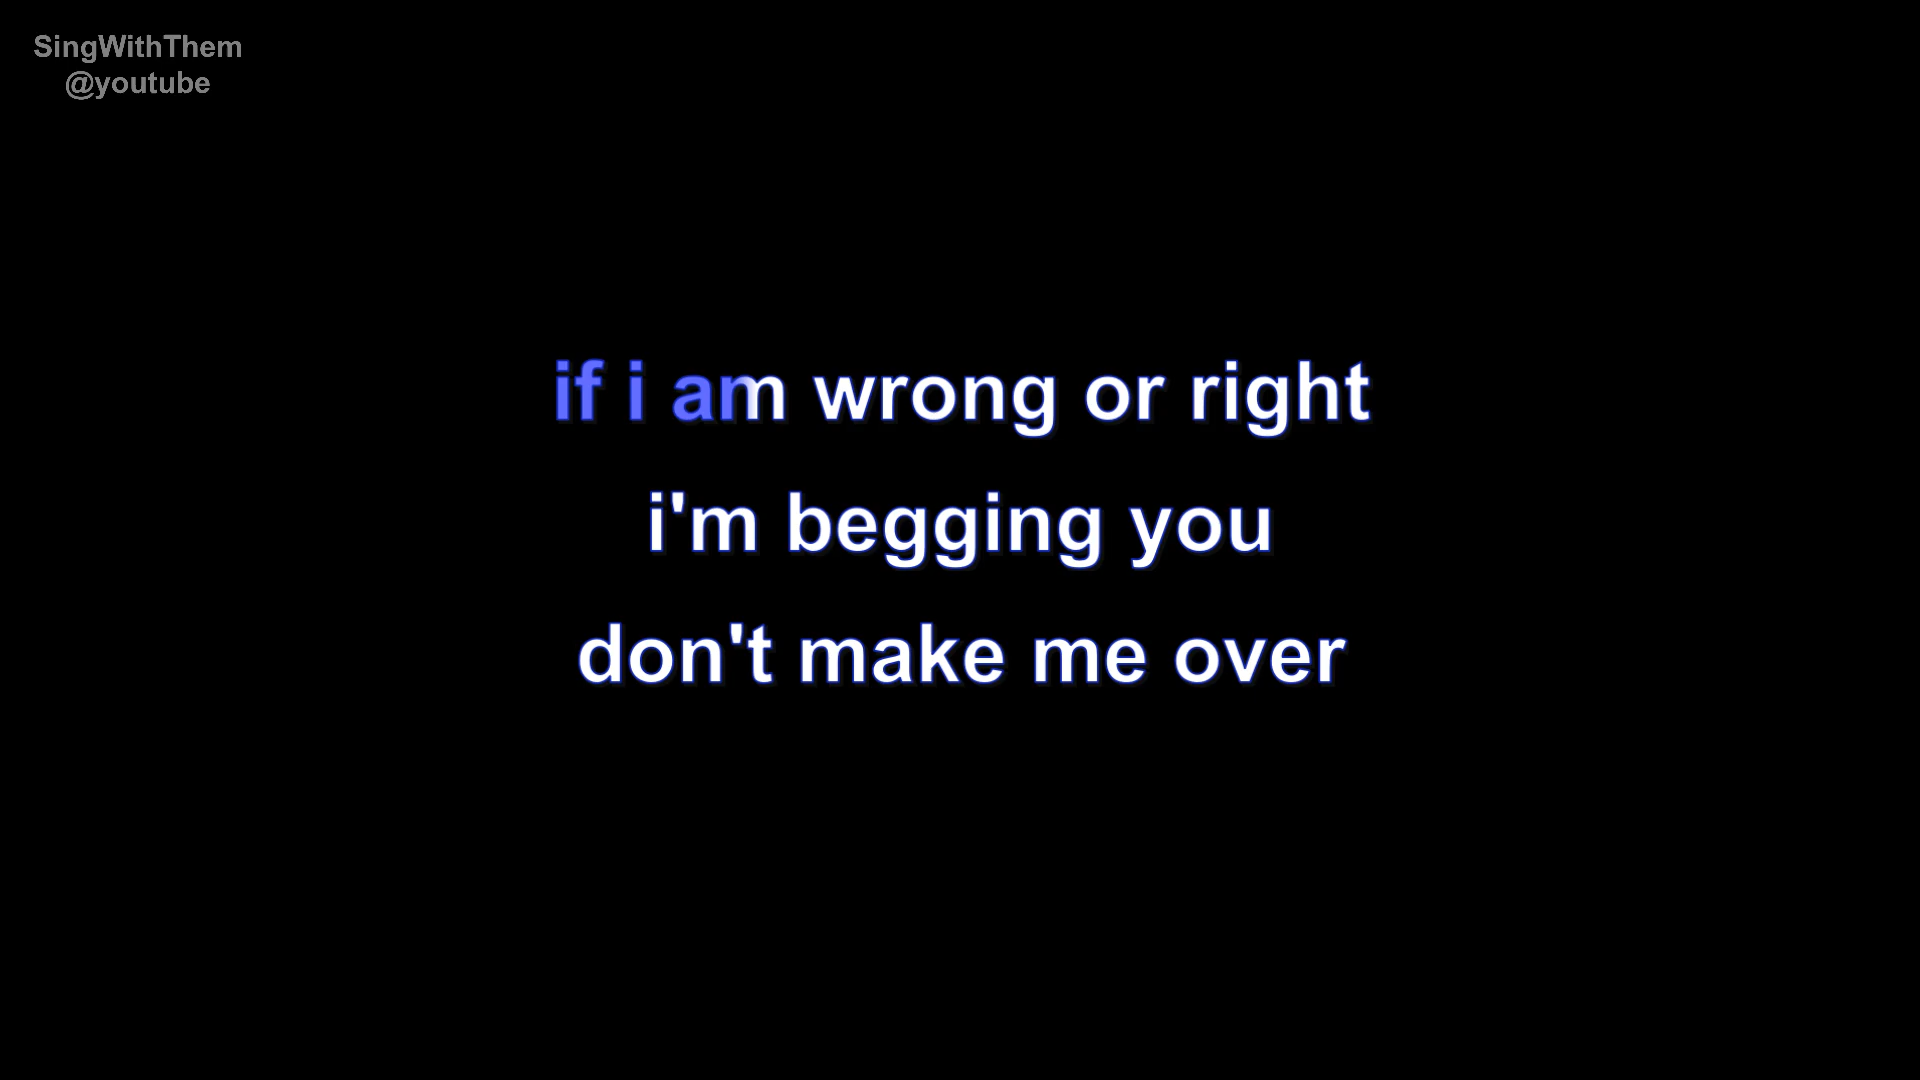 SingWithThem
@youtube
if i am wrong or right
i'm begging you
don't make me over